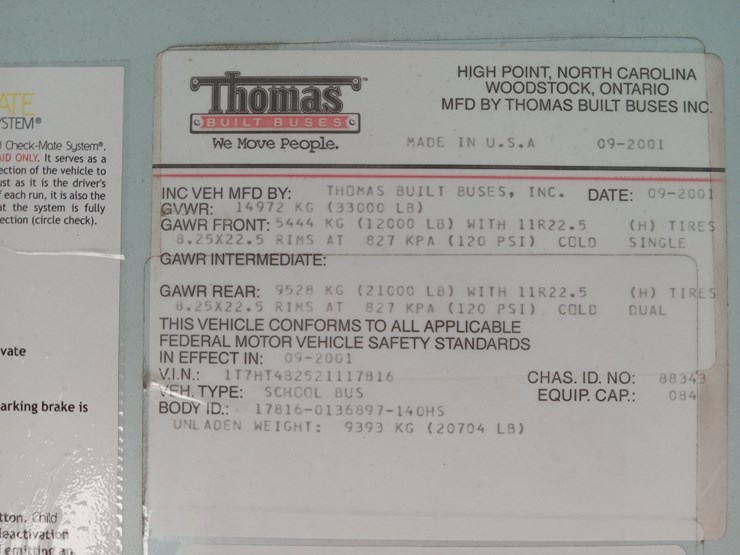 ATE
STEM®
Check-Mate System®.
AID ONLY. It serves as a
ection of the vehicle to
ust as it is the driver's
f each run, it is also the
at the system is fully
ection (circle check).
vate
arking brake is
tton. Child
deactivation
emitting an
Thomas™
BUILT BUSES
We Move People.
HIGH POINT, NORTH CAROLINA
WOODSTOCK, ONTARIO
MFD BY THOMAS BUILT BUSES INC.
MADE IN U.S.A 09-2001
INC VEH MFD BY: THOMAS BUILT BUSES, INC. DATE: 09-2001
GVWR: 14972 KG (33000 LB)
GAWR FRONT: 5444 KG (12000 LB) WITH 11R22.5 (H) TIRES
8.25X22.5 RIMS AT 827 KPA (120 PSI) COLD SINGLE
GAWR INTERMEDIATE:
GAWR REAR: 9528 KG (21000 LB) WITH 11R22.5 (H) TIRES
8.25X22.5 RIMS AT 827 KPA (120 PSI) COLD DUAL
THIS VEHICLE CONFORMS TO ALL APPLICABLE
FEDERAL MOTOR VEHICLE SAFETY STANDARDS
IN EFFECT IN: 09-2001
V.I.N.: 1T7HT4B2521117816 CHAS. ID. NO: 88343
VEH. TYPE: SCHOOL BUS EQUIP. CAP.: 084
BODY ID.: 17816-0136897-140HS
UNLADEN WEIGHT: 9393 KG (20704 LB)